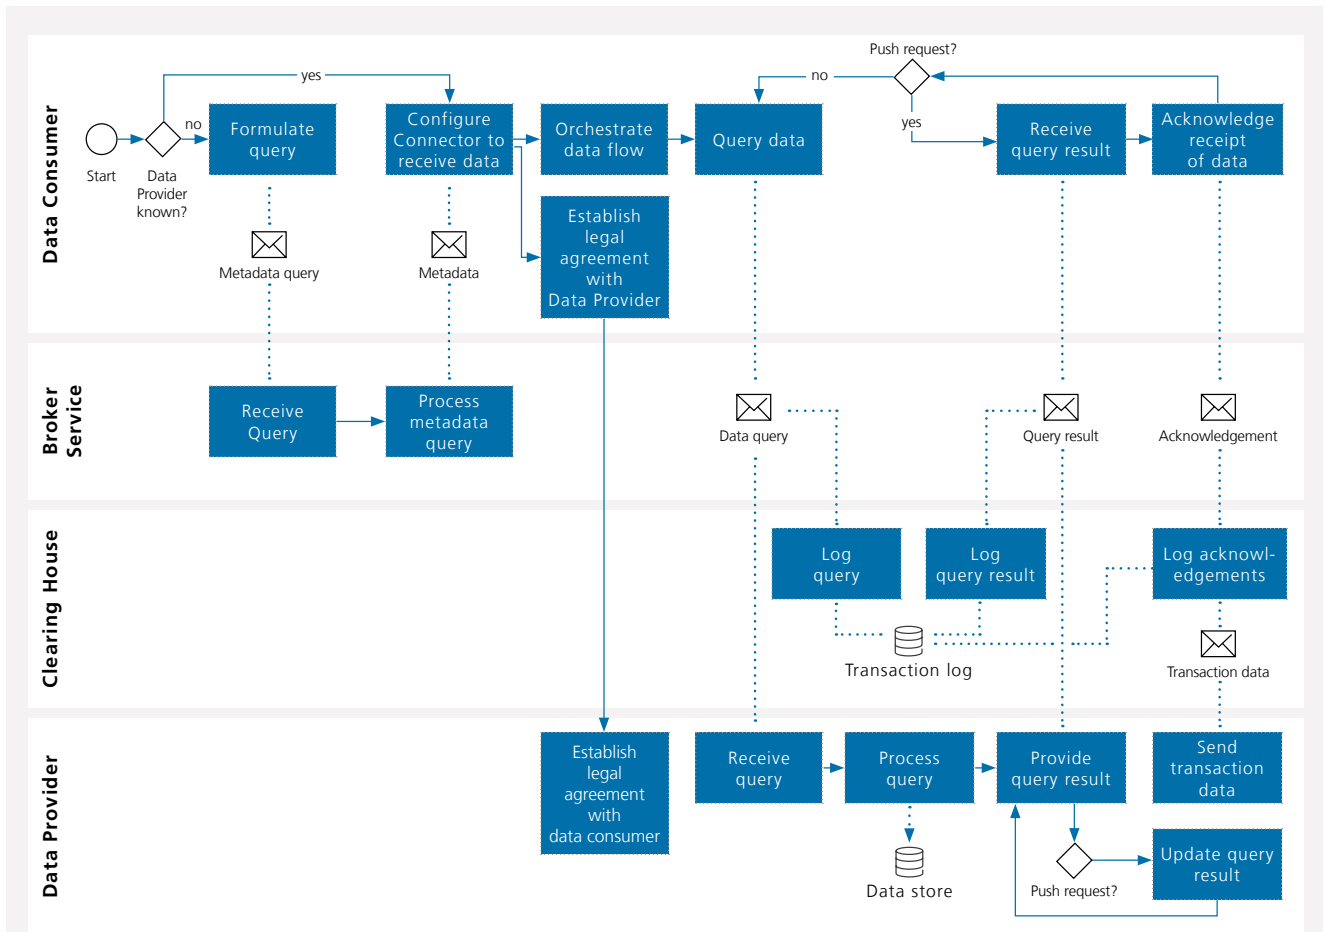 Data Consumer
Start
Data
Provider
known?
yes
no
Formulate
query
Metadata query
Configure
Connector to
receive data
Metadata
Orchestrate
data flow
Establish
legal
agreement
with
Data Provider
Query data
Push request?
no
yes
Receive
query result
Acknowledge
receipt
of data
Broker
Service
Receive
Query
Process
metadata
query
Data query
Query result
Acknowledgement
Clearing House
Log
query
Log
query result
Log acknowl-
edgements
Transaction log
Transaction data
Data Provider
Establish
legal
agreement
with
data consumer
Receive
query
Process
query
Data store
Provide
query result
Push request?
Send
transaction
data
Update query
result